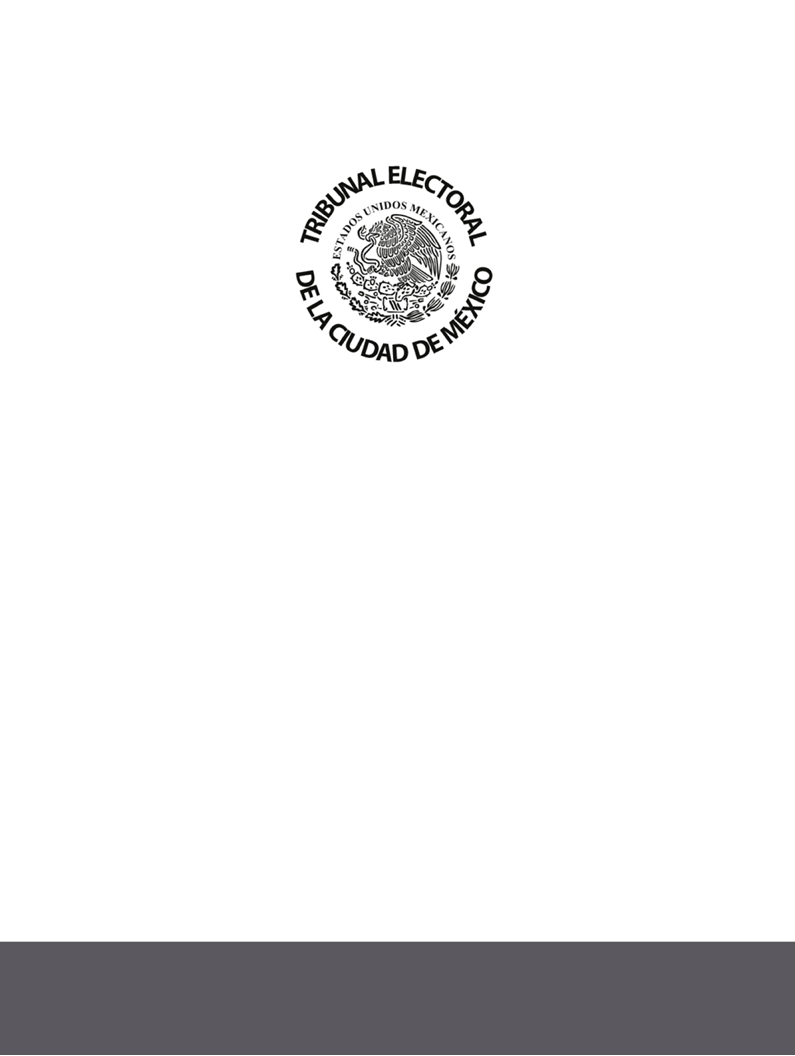 TRIBUNAL ELECTORAL
ESTADOS UNIDOS MEXICANOS
DE LA CIUDAD DE MÉXICO